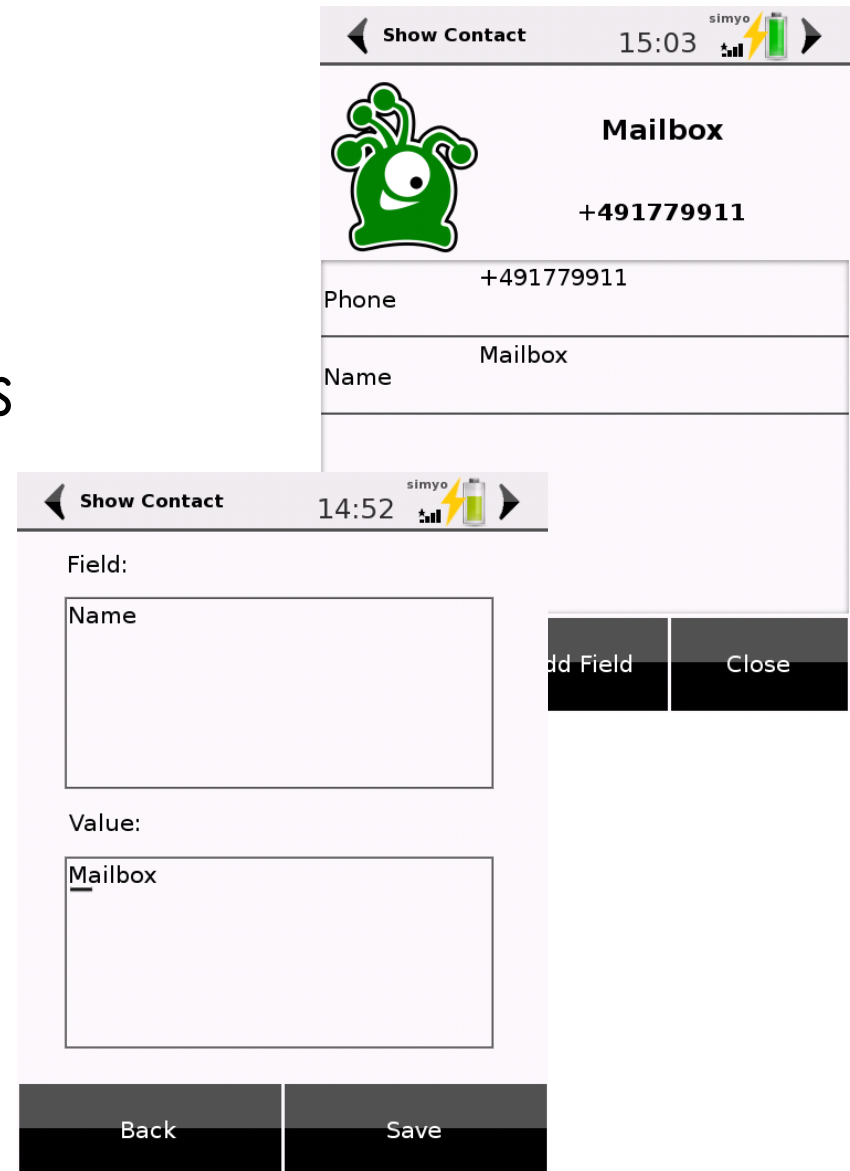 simyo
Show Contact 15:03
Mailbox
+491779911
Phone +491779911
Name Mailbox
s
dd Field Close
simyo
Show Contact 14:52
Field:
Name
Value:
Mailbox
Back Save